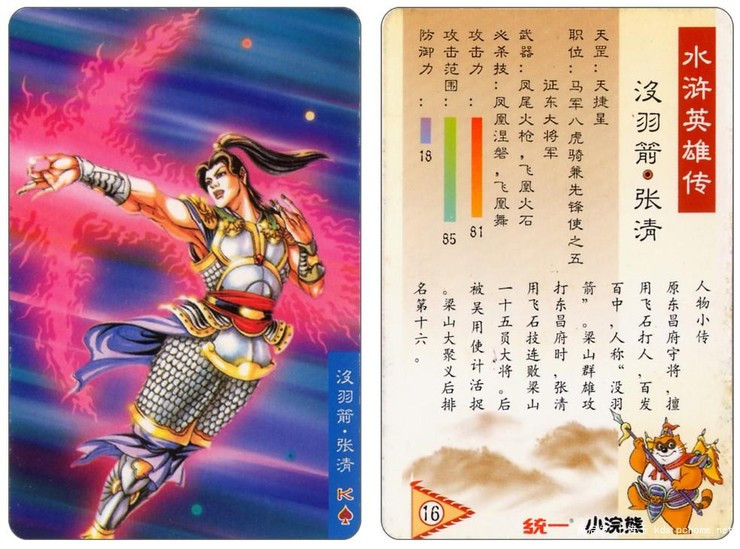 没羽箭·张清
K♠
水浒英雄传
没羽箭·张清
天罡：天捷星
职位：马军八虎骑兼先锋使之五
征东大将军
武器：凤尾火枪，飞凰火石
必杀技：凤凰涅磐，飞凰舞
攻击力：81
攻击范围：85
防御力：18
人物小传
原东昌府守将，擅
用飞石打人，百发
百中，人称“没羽
箭”。梁山群雄攻
打东昌府时，张清
用飞石技连败梁山
一十五员大将。后
被吴用使计活捉
。梁山大聚义后排
名第十六。
16
统一 小浣熊